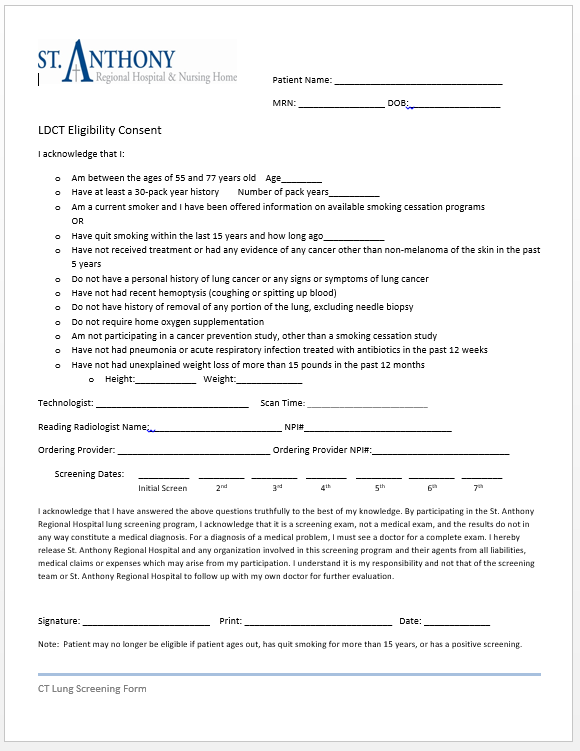 ST. ANTHONY
Regional Hospital & Nursing Home
Patient Name: ___________________________________
MRN: __________________ DOB:___________________
LDCT Eligibility Consent
I acknowledge that I:
o Am between the ages of 55 and 77 years old Age________
o Have at least a 30-pack year history Number of pack years__________
o Am a current smoker and I have been offered information on available smoking cessation programs
OR
o Have quit smoking within the last 15 years and how long ago____________
o Have not received treatment or had any evidence of any cancer other than non-melanoma of the skin in the past
5 years
o Do not have a personal history of lung cancer or any signs or symptoms of lung cancer
o Have not had recent hemoptysis (coughing or spitting up blood)
o Do not have history of removal of any portion of the lung, excluding needle biopsy
o Do not require home oxygen supplementation
o Am not participating in a cancer prevention study, other than a smoking cessation study
o Have not had pneumonia or acute respiratory infection treated with antibiotics in the past 12 weeks
o Have not had unexplained weight loss of more than 15 pounds in the past 12 months
o Height:____________ Weight:_____________
Technologist: ______________________________ Scan Time: ________________________
Reading Radiologist Name:__________________________ NPI#_____________________________
Ordering Provider: ______________________________ Ordering Provider NPI#:___________________________
Screening Dates: __________ _________ _________ ________ _________ ________ ________
Initial Screen 2nd 3rd 4th 5th 6th 7th
I acknowledge that I have answered the above questions truthfully to the best of my knowledge. By participating in the St. Anthony
Regional Hospital lung screening program, I acknowledge that it is a screening exam, not a medical exam, and the results do not in
any way constitute a medical diagnosis. For a diagnosis of a medical problem, I must see a doctor for a complete exam. I hereby
release St. Anthony Regional Hospital and any organization involved in this screening program and their agents from all liabilities,
medical claims or expenses which may arise from my participation. I understand it is my responsibility and not that of the screening
team or St. Anthony Regional Hospital to follow up with my own doctor for further evaluation.
Signature: _________________________ Print: _____________________________ Date: _____________
Note: Patient may no longer be eligible if patient ages out, has quit smoking for more than 15 years, or has a positive screening.
CT Lung Screening Form